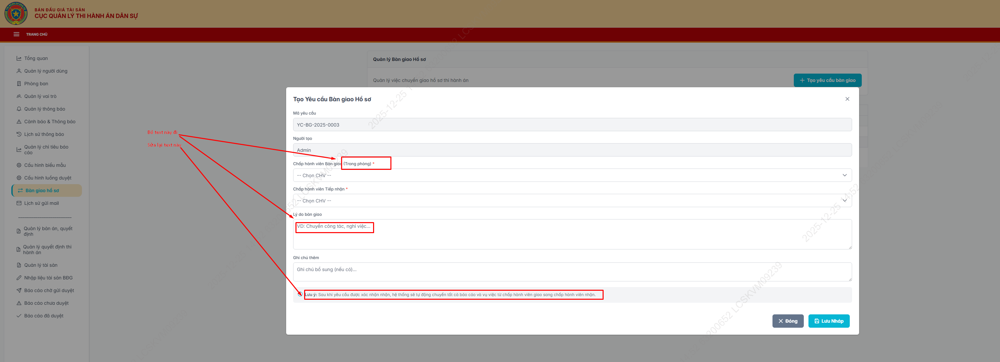 BÁN ĐẤU GIÁ TÀI SẢN
CỤC QUẢN LÝ THI HÀNH ÁN DÂN SỰ
TRANG CHỦ
Tổng quan
Quản lý người dùng
Phòng ban
Quản lý vai trò
Quản lý thông báo
Cảnh báo & Thông báo
Lịch sử thông báo
Quản lý chỉ tiêu báo
cáo
Cấu hình biểu mẫu
Cấu hình luồng duyệt
Bàn giao hồ sơ
Lịch sử gửi mail
Quản lý bản án, quyết
định
Quản lý quyết định thi
hành án
Quản lý tài sản
Nhập liệu tài sản BĐG
Báo cáo chờ gửi duyệt
Báo cáo chưa duyệt
Báo cáo đã duyệt
Quản lý Bàn giao Hồ sơ
Quản lý việc chuyển giao hồ sơ thi hành án
Tạo yêu cầu bàn giao
Bỏ text này đi
Sửa lại text này
Tạo Yêu cầu Bàn giao Hồ sơ
Mã yêu cầu
YC-BG-2025-0003
Người tạo
Admin
Chấp hành viên Bàn giao (Trong phòng) *
-- Chọn CHV --
Chấp hành viên Tiếp nhận *
-- Chọn CHV --
Lý do bàn giao
VD: Chuyển công tác, nghỉ việc...
Ghi chú thêm
Ghi chú bổ sung (nếu có)...
Lưu ý: Sau khi yêu cầu được xác nhận nhận, hệ thống sẽ tự động chuyển tất cả báo cáo và vụ việc từ chấp hành viên giao sang chấp hành viên nhận.
Đóng
Lưu Nháp